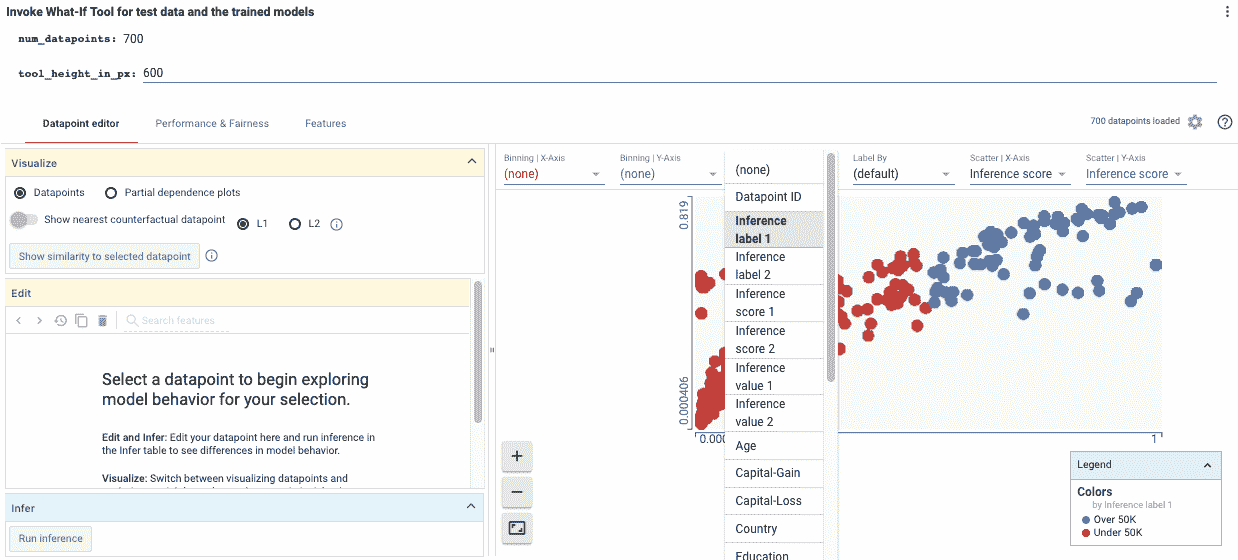 Invoke What-If Tool for test data and the trained models
num_datapoints: 700
tool_height_in_px: 600
Datapoint editor
Performance & Fairness
Features
700 datapoints loaded
Visualize
Datapoints
Partial dependence plots
Show nearest counterfactual datapoint
L1
L2
Show similarity to selected datapoint
Edit
Search features
Select a datapoint to begin exploring
model behavior for your selection.
Edit and Infer: Edit your datapoint here and run inference in
the Infer table to see differences in model behavior.
Visualize: Switch between visualizing datapoints and
Infer
Run inference
Binning | X-Axis
(none)
Binning | Y-Axis
(none)
(none)
Datapoint ID
Inference
label 1
Inference
label 2
Inference
score 1
Inference
score 2
Inference
value 1
Inference
value 2
Age
Capital-Gain
Capital-Loss
Country
Education
Label By
(default)
Scatter | X-Axis
Inference score
Scatter | Y-Axis
Inference score
0.819
0.000406
0.000
1
Legend
Colors
by Inference label 1
Over 50K
Under 50K